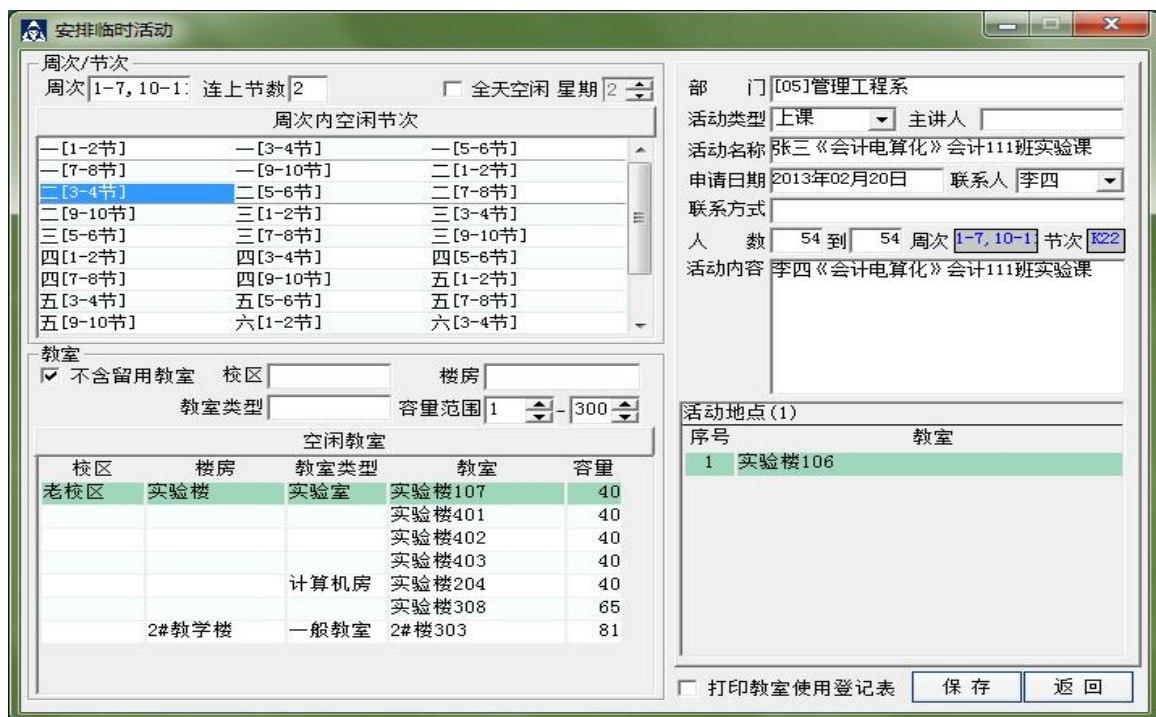 安排临时活动
周次/节次
周次 1-7,10-1 连上节数 2 全天空闲 星期 2
周次内空闲节次
一[1-2节] 一[3-4节] 一[5-6节]
一[7-8节] 一[9-10节] 二[1-2节]
二[3-4节] 二[5-6节] 二[7-8节]
二[9-10节] 三[1-2节] 三[3-4节]
三[5-6节] 三[7-8节] 三[9-10节]
四[1-2节] 四[3-4节] 四[5-6节]
四[7-8节] 四[9-10节] 五[1-2节]
五[3-4节] 五[5-6节] 五[7-8节]
五[9-10节] 六[1-2节] 六[3-4节]
教室
不含留用教室 校区 楼房
教室类型 容量范围 1 - 300
空闲教室
校区 楼房 教室类型 教室 容量
老校区 实验楼 实验室 实验楼107 40
实验楼401 40
实验楼402 40
实验楼403 40
计算机房 实验楼204 40
实验楼308 65
2#教学楼 一般教室 2#楼303 81
部 门 [05]管理工程系
活动类型 上课 主讲人
活动名称 张三《会计电算化》会计111班实验课
申请日期 2013年02月20日 联系人 李四
联系方式
人 数 54 到 54 周次 1-7,10-1 节次 K22
活动内容 李四《会计电算化》会计111班实验课
活动地点(1)
序号 教室
1 实验楼106
打印教室使用登记表 保存 返回